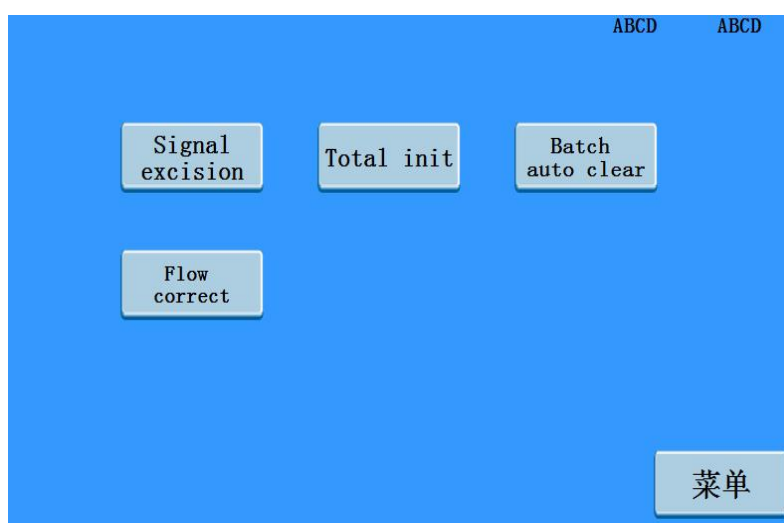 ABCD ABCD
Signal
excision
Total init
Batch
auto clear
Flow
correct
菜单